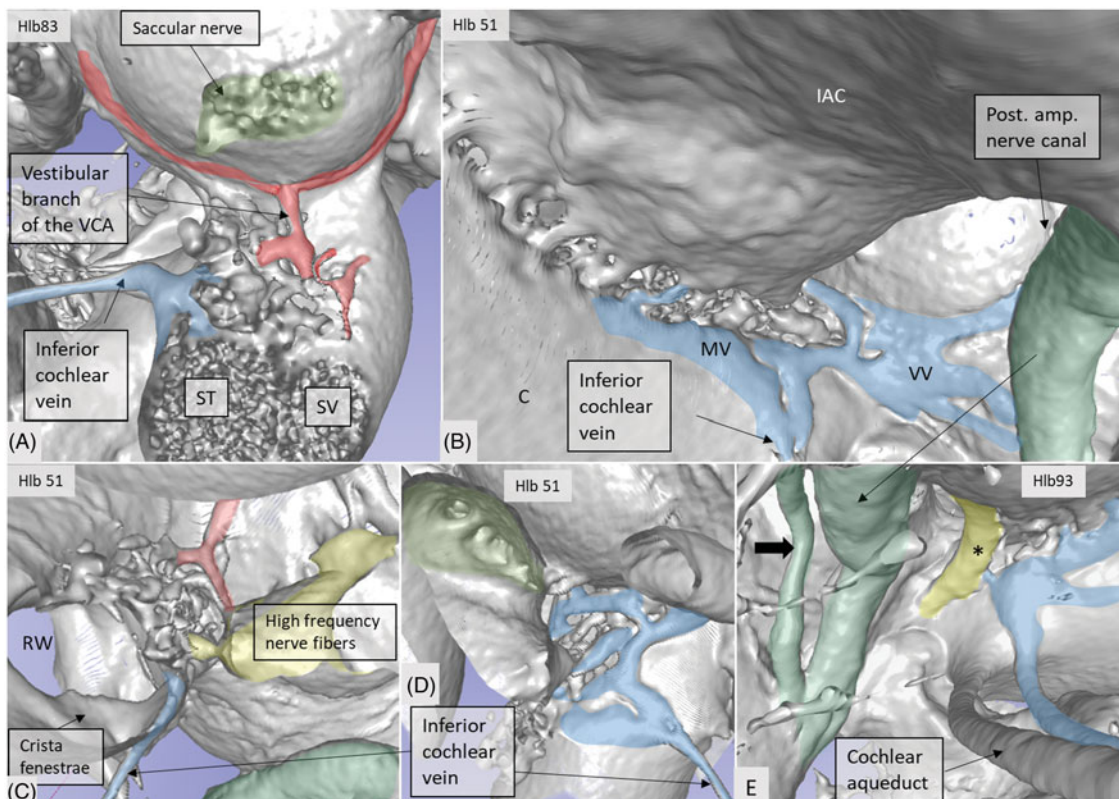 Hlb83
Saccular nerve
Vestibular
branch
of the VCA
Inferior
cochlear
vein
ST
SV
(A)
Hlb 51
IAC
Post. amp.
nerve canal
MV
VV
C
Inferior
cochlear
vein
(B)
Hlb 51
RW
High frequency
nerve fibers
Crista
fenestrae
(C)
Hlb 51
(D)
Inferior
cochlear
vein
Hlb93
*
Cochlear
aqueduct
E